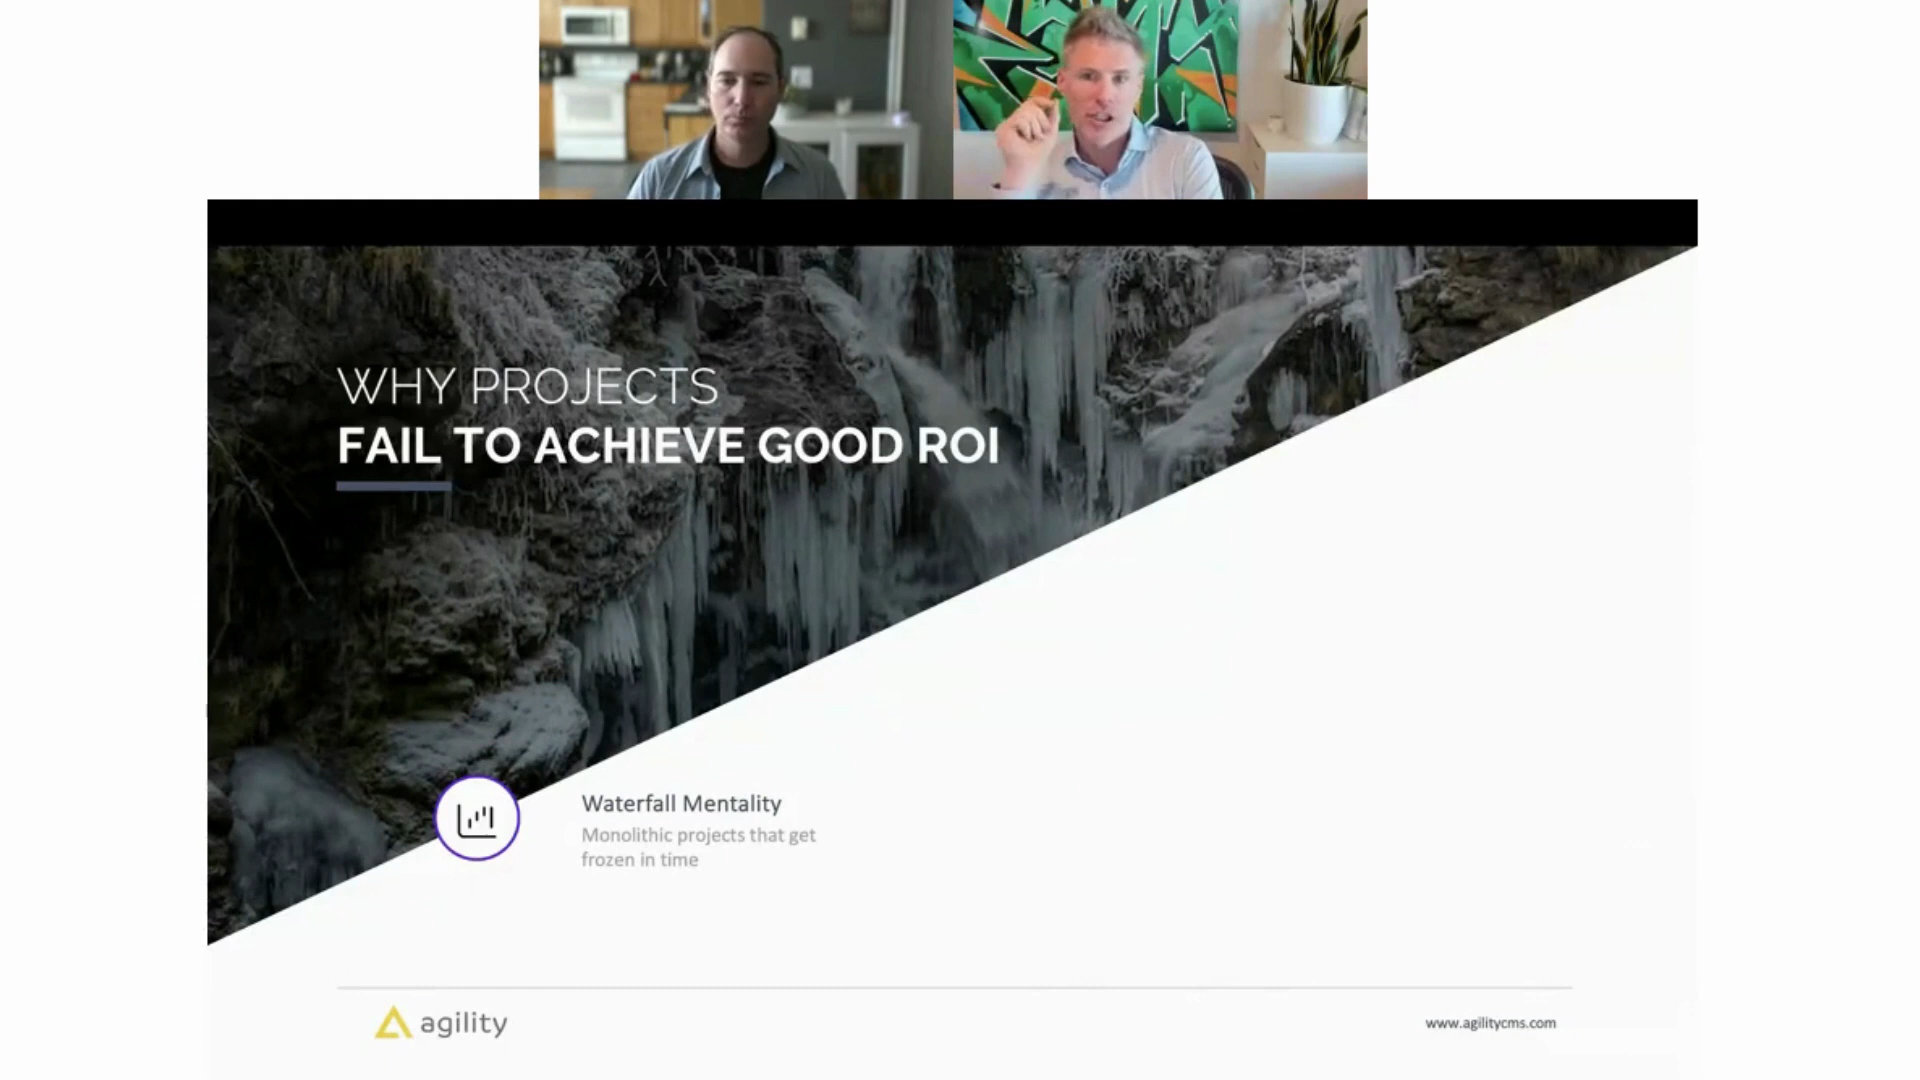 WHY PROJECTS
FAIL TO ACHIEVE GOOD ROI
Waterfall Mentality
Monolithic projects that get
frozen in time
agility
www.agilitycms.com